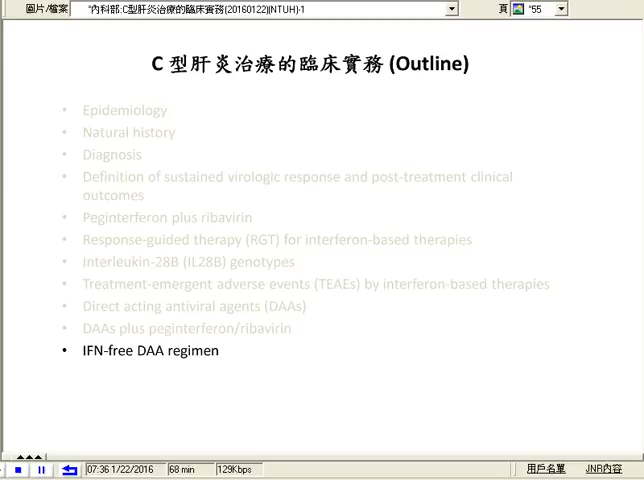 圖片/檔案
"內科部:C型肝炎治療的臨床實務(20160122)(NTUH)-1
頁
"55
C 型肝炎治療的臨床實務 (Outline)
• Epidemiology
• Natural history
• Diagnosis
• Definition of sustained virologic response and post-treatment clinical
outcomes
• Peginterferon plus ribavirin
• Response-guided therapy (RGT) for interferon-based therapies
• Interleukin-28B (IL28B) genotypes
• Treatment-emergent adverse events (TEAEs) by interferon-based therapies
• Direct acting antiviral agents (DAAs)
• DAAs plus peginterferon/ribavirin
• IFN-free DAA regimen
07:36 1/22/2016
68 min
129Kbps
用戶名單
JNR內容